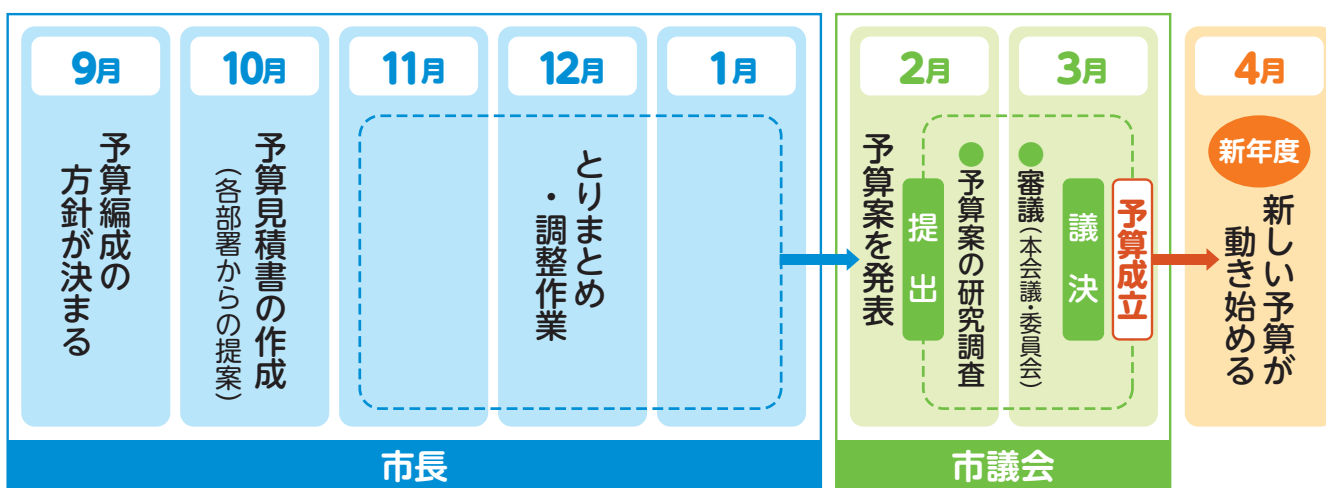 9月
予算編成の
方針が決まる
10月
予算見積書の作成
（各部署からの提案）
11月
12月
1月
とりまとめ
・調整作業
市長
2月
予算案を発表
提出
●予算案の研究調査
3月
●審議（本会議・委員会）
議決
予算成立
市議会
4月
新年度
新しい予算が
動き始める